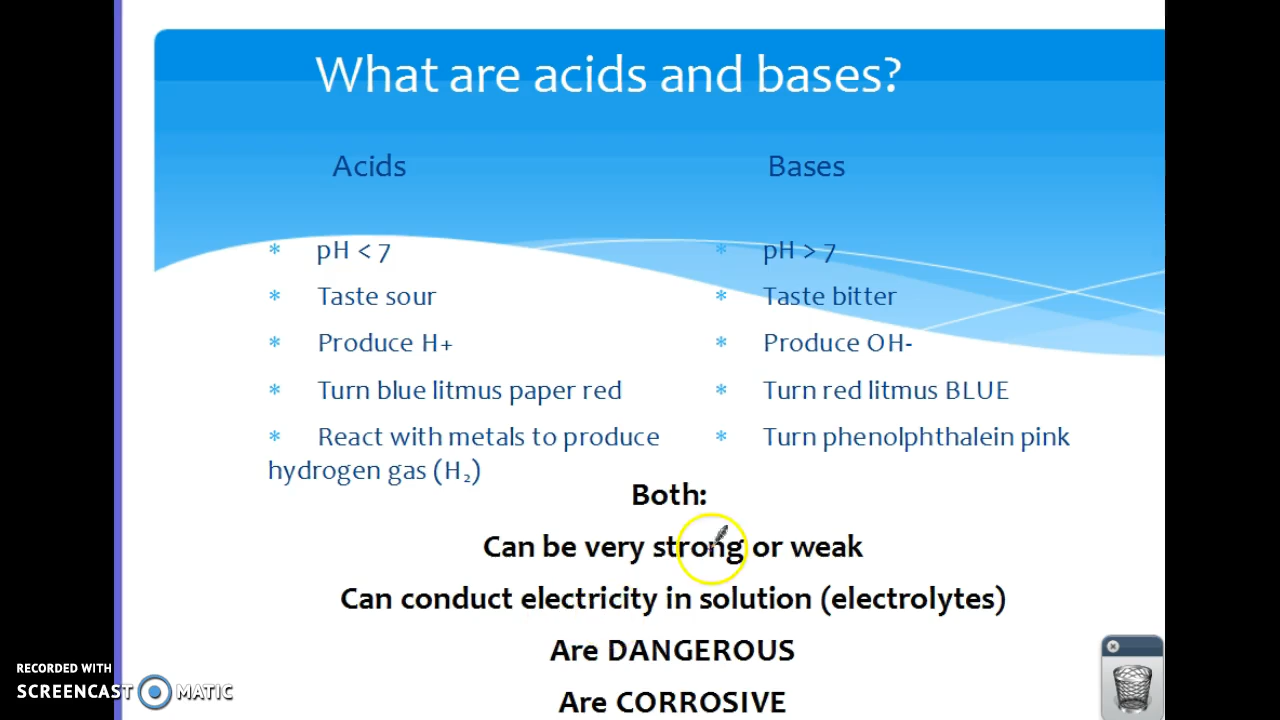 What are acids and bases?
Acids
Bases
* pH < 7
* Taste sour
* Produce H+
* Turn blue litmus paper red
* React with metals to produce
hydrogen gas (H₂)
* pH > 7
* Taste bitter
* Produce OH-
* Turn red litmus BLUE
* Turn phenolphthalein pink
Both:
Can be very strong or weak
Can conduct electricity in solution (electrolytes)
Are DANGEROUS
Are CORROSIVE
RECORDED WITH
SCREENCAST MATIC